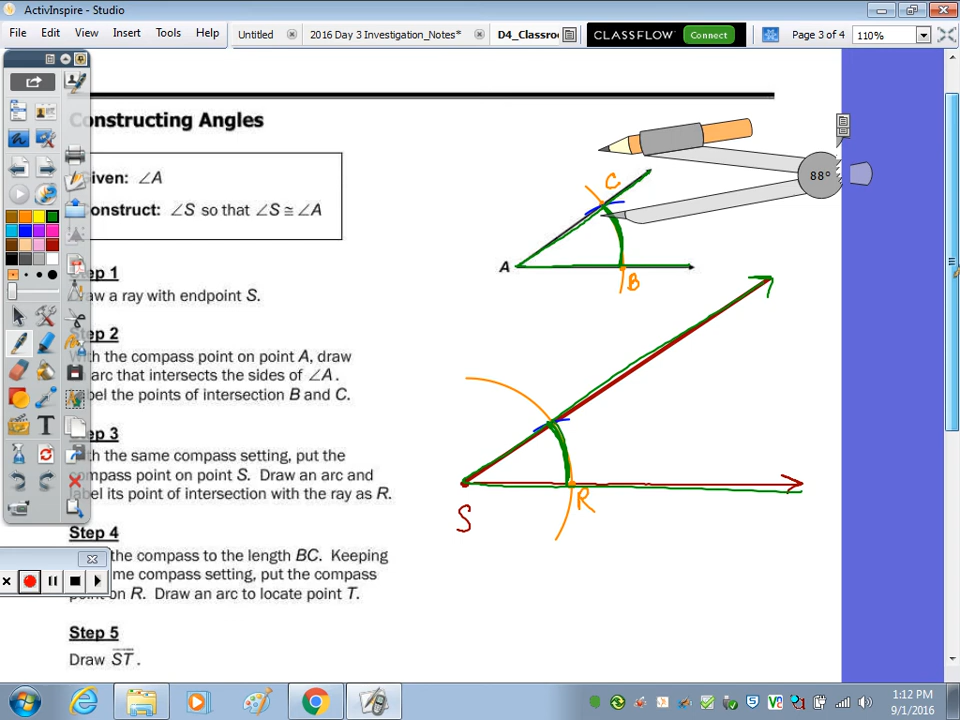 ActivInspire - Studio
File Edit View Insert Tools Help
Untitled
2016 Day 3 Investigation_Notes*
D4_Classroo
CLASSFLOW Connect
Page 3 of 4
110%
Constructing Angles
Given: ∠A
Construct: ∠S so that ∠S ≅ ∠A
88°
C
A
B
ep 1
aw a ray with endpoint S.
ep 2
th the compass point on point A, draw
arc that intersects the sides of ∠A.
bel the points of intersection B and C.
ep 3
th the same compass setting, put the
mpass point on point S. Draw an arc and
label its point of intersection with the ray as R.
S
R
Step 4
the compass to the length BC. Keeping
me compass setting, put the compass
point on R. Draw an arc to locate point T.
Step 5
Draw ST.
1:12 PM
9/1/2016